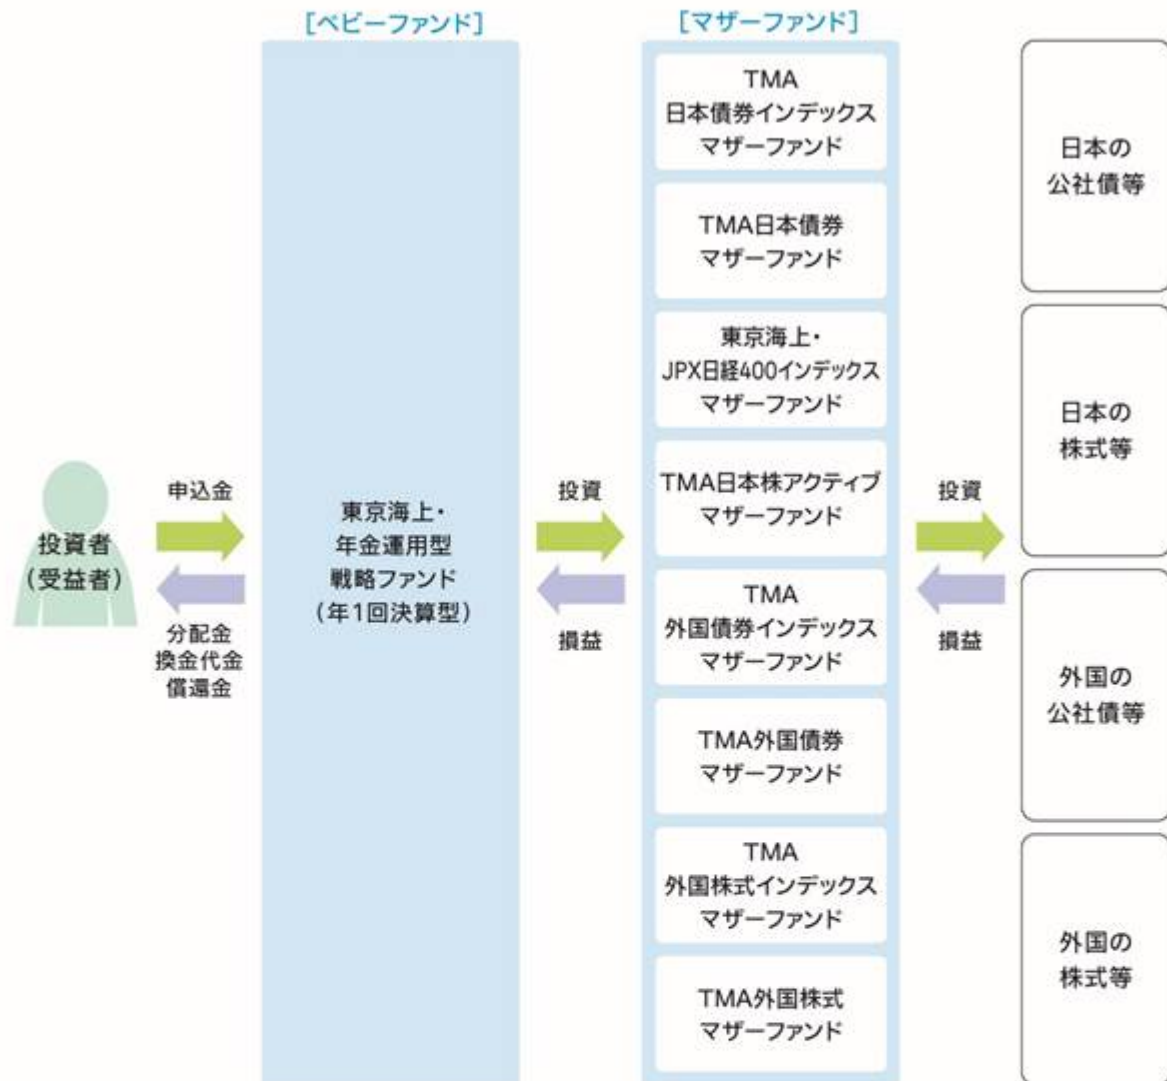 [ベビーファンド]
[マザーファンド]
投資者
(受益者)
申込金
分配金
換金代金
償還金
東京海上・
年金運用型
戦略ファンド
(年1回決算型)
投資
損益
TMA
日本債券インデックス
マザーファンド
TMA日本債券
マザーファンド
東京海上・
JPX日経400インデックス
マザーファンド
TMA日本株アクティブ
マザーファンド
TMA
外国債券インデックス
マザーファンド
TMA外国債券
マザーファンド
TMA
外国株式インデックス
マザーファンド
TMA外国株式
マザーファンド
投資
損益
日本の
公社債等
日本の
株式等
外国の
公社債等
外国の
株式等